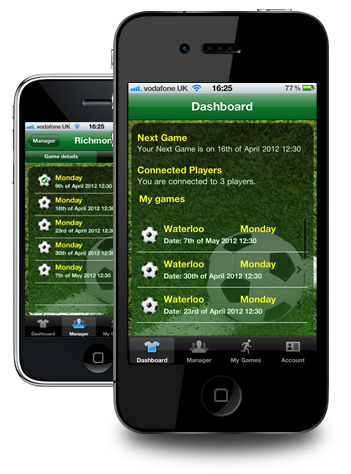 vodafone UK 16:25
Manager Richmon
Game details
Monday
9th of April 2012 12:30
Monday
16th of April 2012 12:30
Monday
23rd of April 2012 12:30
Monday
30th of April 2012 12:30
Monday
7th of May 2012 12:30
Dashboard Manager My G
vodafone UK 16:25 77%
Dashboard
Next Game
Your Next Game is on 16th of April 2012 12:30
Connected Players
You are connected to 3 players.
My games
Waterloo Monday
Date: 7th of May 2012 12:30
Waterloo Monday
Date: 30th of April 2012 12:30
Waterloo Monday
Date: 23rd of April 2012 12:30
Dashboard Manager My Games Account